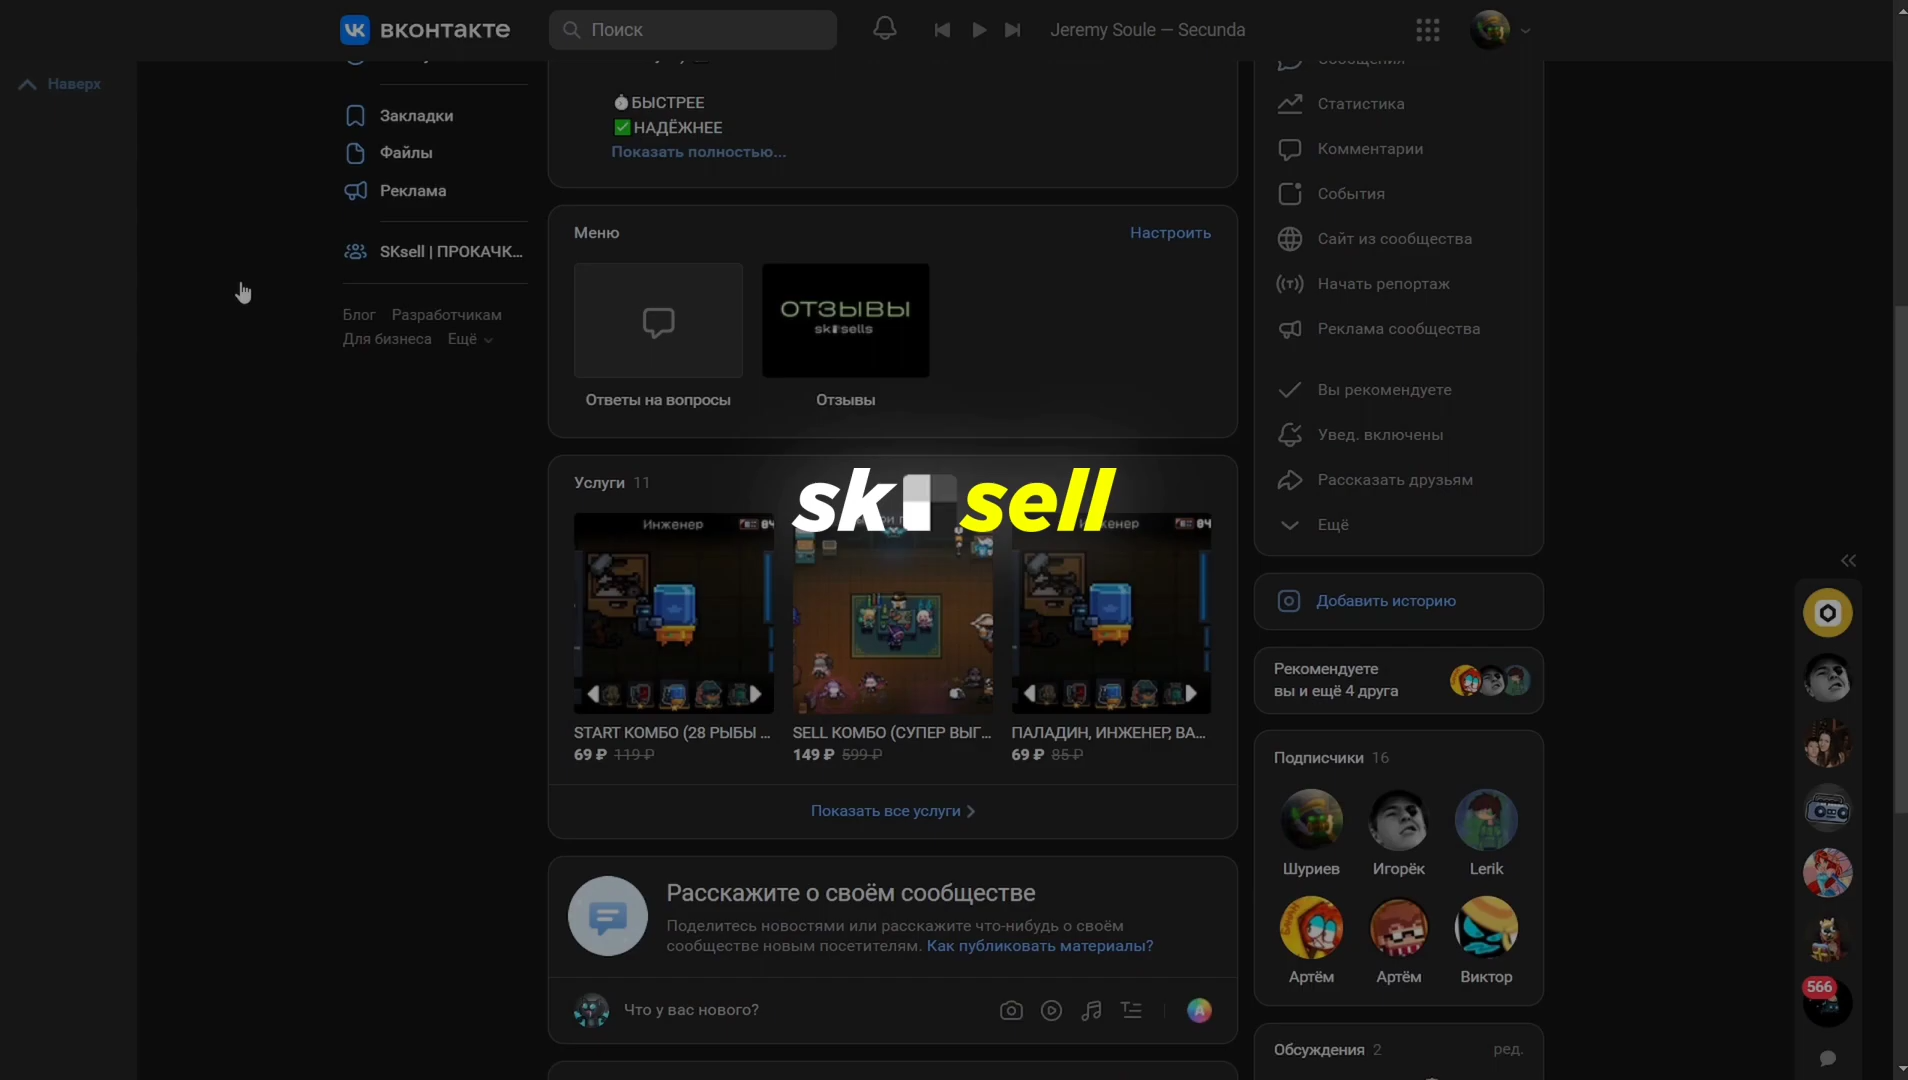 ВКОНТАКТЕ
Поиск
Jeremy Soule — Secunda
Наверх
Закладки
Файлы
Реклама
SKsell | ПРОКАЧК...
Блог Разработчикам
Для бизнеса Ещё
БЫСТРЕЕ
НАДЁЖНЕЕ
Показать полностью...
Меню
Настроить
ОТЗЫВЫ
sk sells
Ответы на вопросы
Отзывы
sk sell
Услуги 11
Инженер
04
04
START КОМБО (28 РЫБЫ ...
69 ₽ 119 ₽
SELL КОМБО (СУПЕР ВЫГ...
149 ₽ 599 ₽
ПАЛАДИН, ИНЖЕНЕР, ВА...
69 ₽ 85 ₽
Показать все услуги
Расскажите о своём сообществе
Поделитесь новостями или расскажите что-нибудь о своём
сообществе новым посетителям. Как публиковать материалы?
Что у вас нового?
Сообщения
Статистика
Комментарии
События
Сайт из сообщества
Начать репортаж
Реклама сообщества
Вы рекомендуете
Увед. включены
Рассказать друзьям
Ещё
Добавить историю
Рекомендуете
вы и ещё 4 друга
Подписчики 16
Шуриев
Игорёк
Lerik
Артём
Артём
Виктор
Обсуждения 2
ред.
566